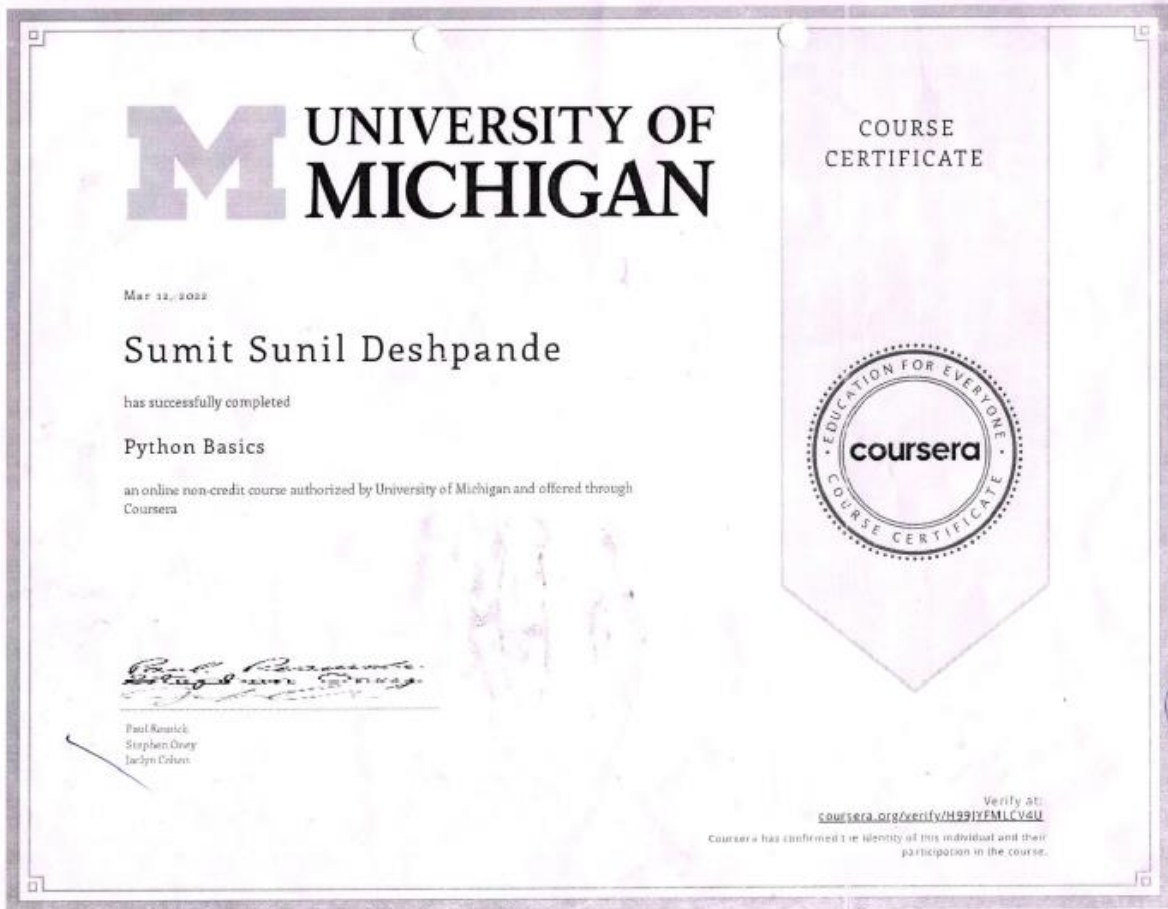 UNIVERSITY OF
MICHIGAN
COURSE
CERTIFICATE
Mar 12, 2022
Sumit Sunil Deshpande
has successfully completed
Python Basics
an online non-credit course authorized by University of Michigan and offered through
Coursera
EDUCATION FOR EVERYONE
coursera
COURSE CERTIFICATE
Paul Resnick
Stephen Oney
Jaclyn Cohen
Verify at:
coursera.org/verify/H99JYFMLCV4U
Coursera has confirmed the identity of this individual and their
participation in the course.